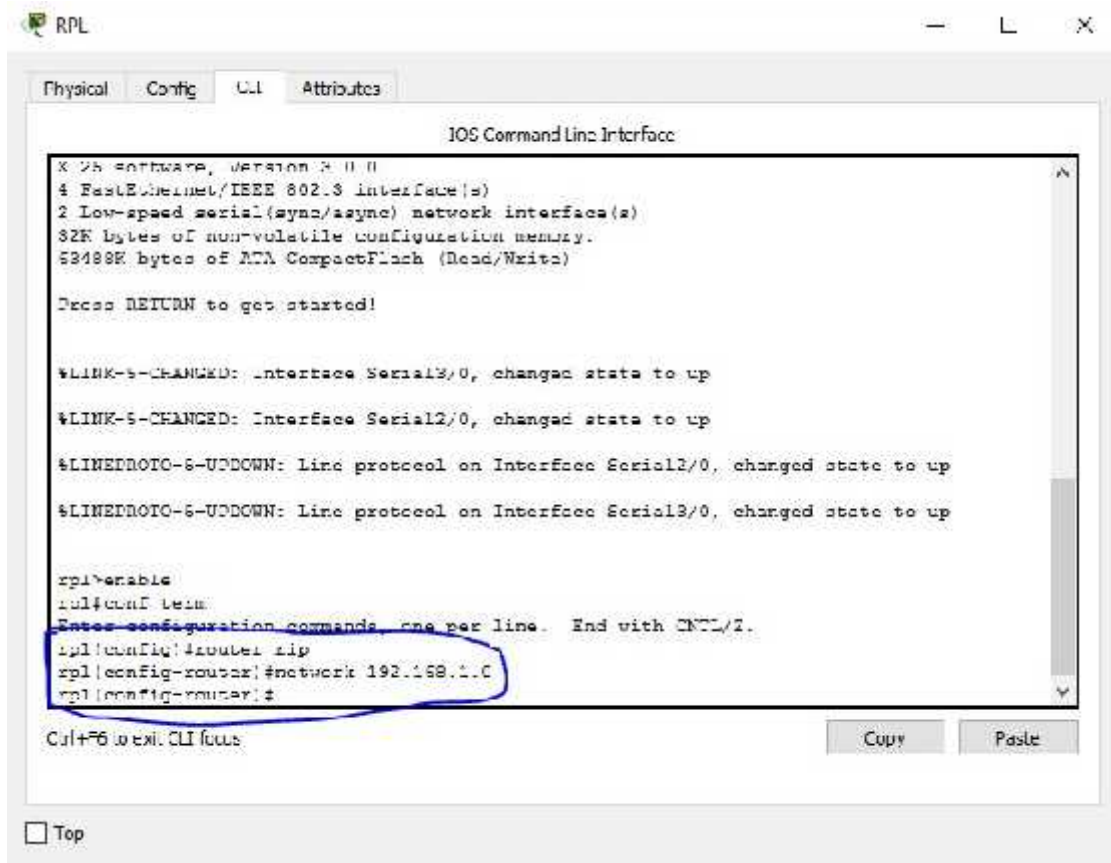 RPL
Physical Config CLI Attributes
IOS Command Line Interface
X.25 software, Version 3.0.0
4 FastEthernet/IEEE 802.3 interface(s)
2 Low-speed serial(sync/async) network interface(s)
32K bytes of non-volatile configuration memory.
63488K bytes of ATA CompactFlash (Read/Write)
Press RETURN to get started!
%LINK-5-CHANGED: Interface Serial3/0, changed state to up
%LINK-5-CHANGED: Interface Serial2/0, changed state to up
%LINEPROTO-5-UPDOWN: Line protocol on Interface Serial2/0, changed state to up
%LINEPROTO-5-UPDOWN: Line protocol on Interface Serial3/0, changed state to up
rpl>enable
rpl#conf term
Enter configuration commands, one per line. End with CNTL/Z.
rpl(config)#router rip
rpl(config-router)#network 192.168.1.0
rpl(config-router)#
Ctrl+F6 to exit CLI focus
Copy Paste
Top